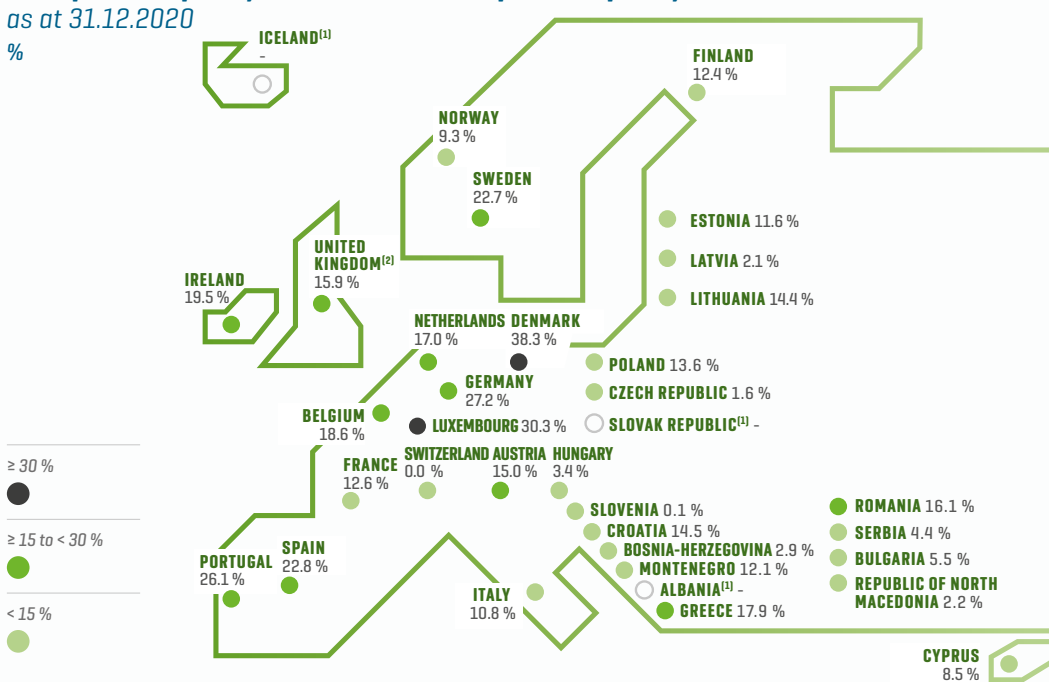 as at 31.12.2020
%
ICELAND(1)
-
FINLAND
12.4 %
NORWAY
9.3 %
SWEDEN
22.7 %
ESTONIA 11.6 %
LATVIA 2.1 %
LITHUANIA 14.4 %
UNITED
KINGDOM(2)
15.9 %
IRELAND
19.5 %
NETHERLANDS
17.0 %
DENMARK
38.3 %
POLAND 13.6 %
GERMANY
27.2 %
CZECH REPUBLIC 1.6 %
BELGIUM
18.6 %
LUXEMBOURG 30.3 %
SLOVAK REPUBLIC(1) -
≥ 30 %
≥ 15 to < 30 %
< 15 %
FRANCE
12.6 %
SWITZERLAND
0.0 %
AUSTRIA
15.0 %
HUNGARY
3.4 %
SLOVENIA 0.1 %
CROATIA 14.5 %
BOSNIA-HERZEGOVINA 2.9 %
MONTENEGRO 12.1 %
ALBANIA(1) -
GREECE 17.9 %
ROMANIA 16.1 %
SERBIA 4.4 %
BULGARIA 5.5 %
REPUBLIC OF NORTH
MACEDONIA 2.2 %
PORTUGAL
26.1 %
SPAIN
22.8 %
ITALY
10.8 %
CYPRUS
8.5 %